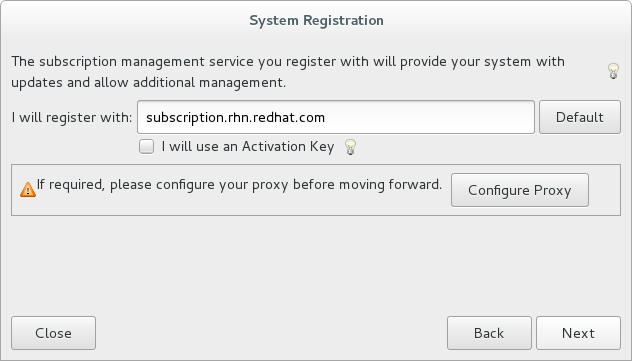 System Registration
The subscription management service you register with will provide your system with
updates and allow additional management.
I will register with: subscription.rhn.redhat.com Default
I will use an Activation Key
If required, please configure your proxy before moving forward. Configure Proxy
Close Back Next